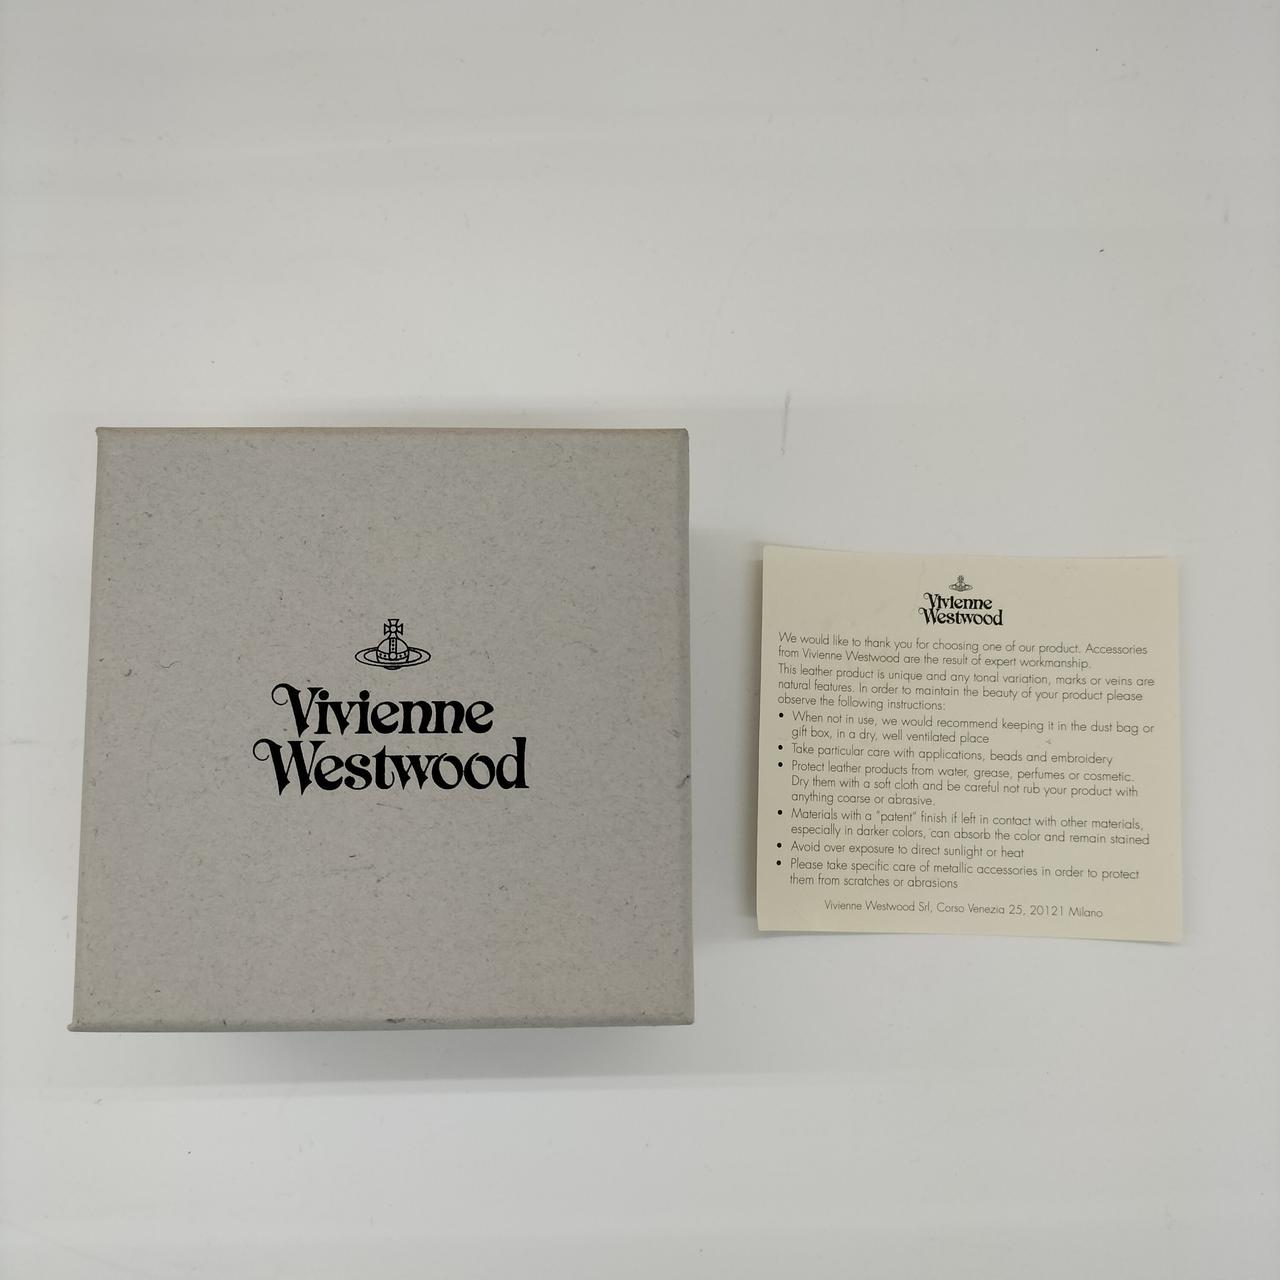 Vivienne
Westwood
Vivienne
Westwood
We would like to thank you for choosing one of our product. Accessories
from Vivienne Westwood are the result of expert workmanship.
This leather product is unique and any tonal variation, marks or veins are
natural features. In order to maintain the beauty of your product please
observe the following instructions:
• When not in use, we would recommend keeping it in the dust bag or
gift box, in a dry, well ventilated place
• Take particular care with applications, beads and embroidery
• Protect leather products from water, grease, perfumes or cosmetic.
Dry them with a soft cloth and be careful not rub your product with
anything coarse or abrasive.
• Materials with a "patent" finish if left in contact with other materials,
especially in darker colors, can absorb the color and remain stained
• Avoid over exposure to direct sunlight or heat
• Please take specific care of metallic accessories in order to protect
them from scratches or abrasions
Vivienne Westwood Srl, Corso Venezia 25, 20121 Milano